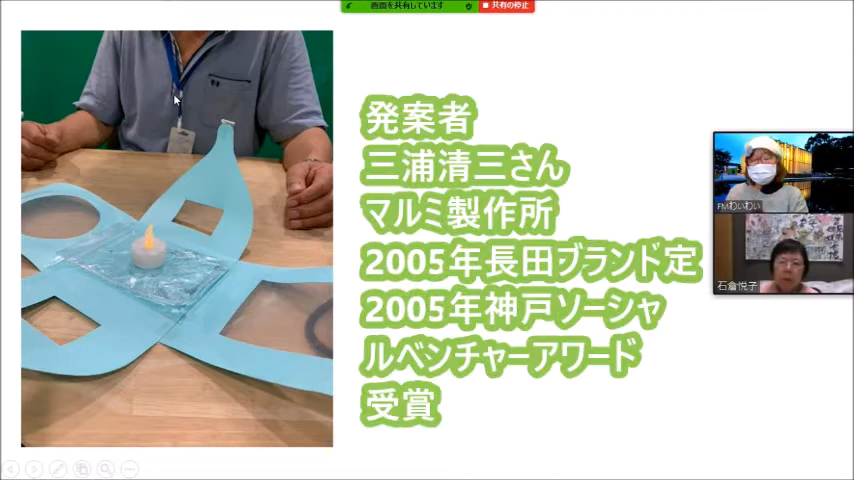 画面を共有しています
共有の停止
発案者
三浦清三さん
マルミ製作所
2005年長田ブランド定
2005年神戸ソーシャ
ルベンチャーアワード
受賞
FMわいわい
石倉悦子